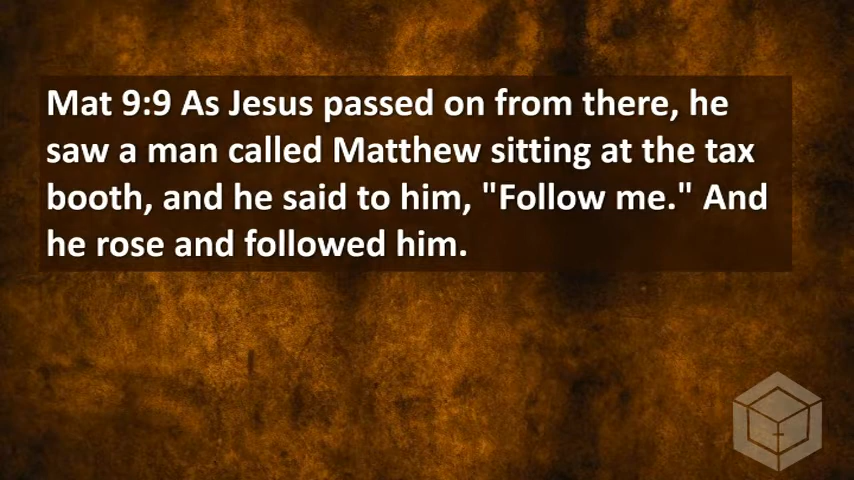 Mat 9:9 As Jesus passed on from there, he
saw a man called Matthew sitting at the tax
booth, and he said to him, "Follow me." And
he rose and followed him.